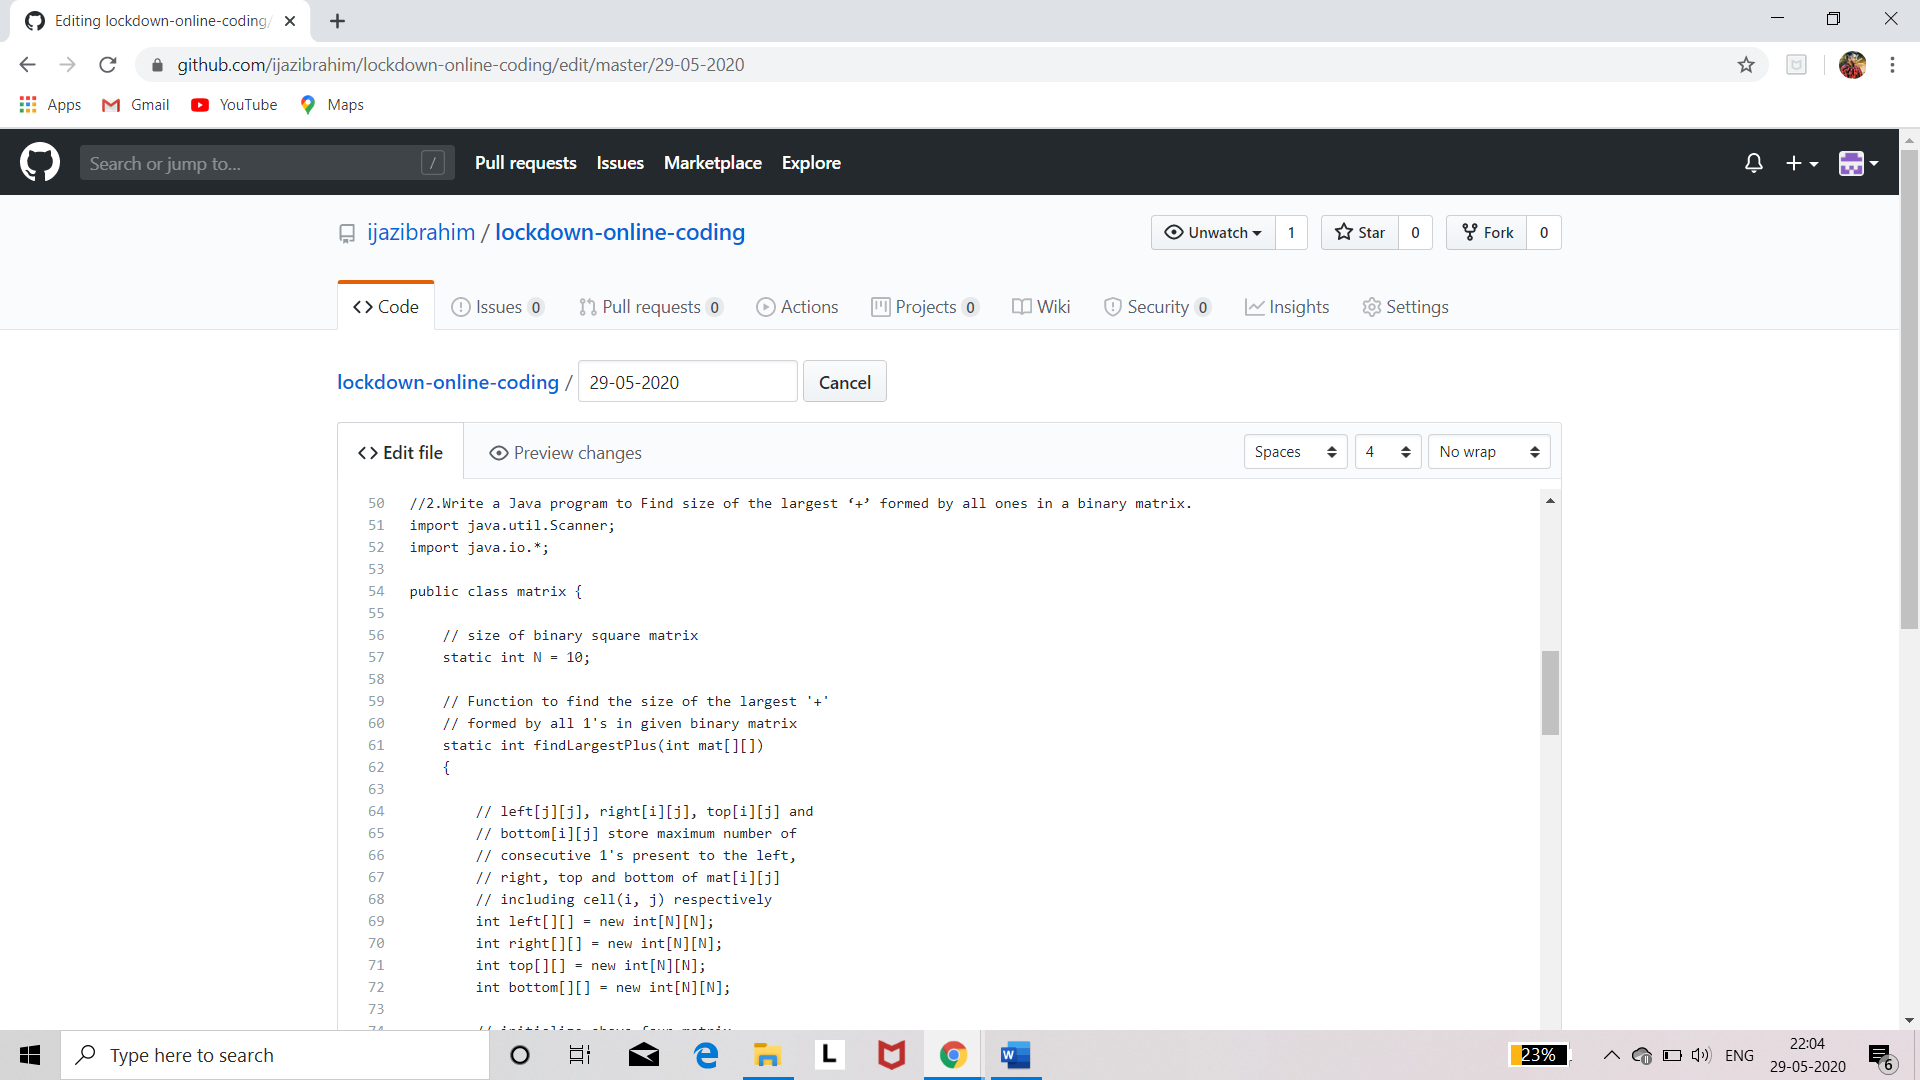 Editing lockdown-online-coding/
github.com/ijazibrahim/lockdown-online-coding/edit/master/29-05-2020
Apps Gmail YouTube Maps
Search or jump to... / Pull requests Issues Marketplace Explore
ijazibrahim / lockdown-online-coding Unwatch 1 Star 0 Fork 0
Code Issues 0 Pull requests 0 Actions Projects 0 Wiki Security 0 Insights Settings
lockdown-online-coding / 29-05-2020 Cancel
Edit file Preview changes Spaces 4 No wrap
50 //2.Write a Java program to Find size of the largest ‘+’ formed by all ones in a binary matrix.
51 import java.util.Scanner;
52 import java.io.*;
53
54 public class matrix {
55
56 // size of binary square matrix
57 static int N = 10;
58
59 // Function to find the size of the largest '+'
60 // formed by all 1's in given binary matrix
61 static int findLargestPlus(int mat[][])
62 {
63
64 // left[j][j], right[i][j], top[i][j] and
65 // bottom[i][j] store maximum number of
66 // consecutive 1's present to the left,
67 // right, top and bottom of mat[i][j]
68 // including cell(i, j) respectively
69 int left[][] = new int[N][N];
70 int right[][] = new int[N][N];
71 int top[][] = new int[N][N];
72 int bottom[][] = new int[N][N];
73
74 // initialize above four matrix
Type here to search L W 23% ENG 22:04
29-05-2020 6